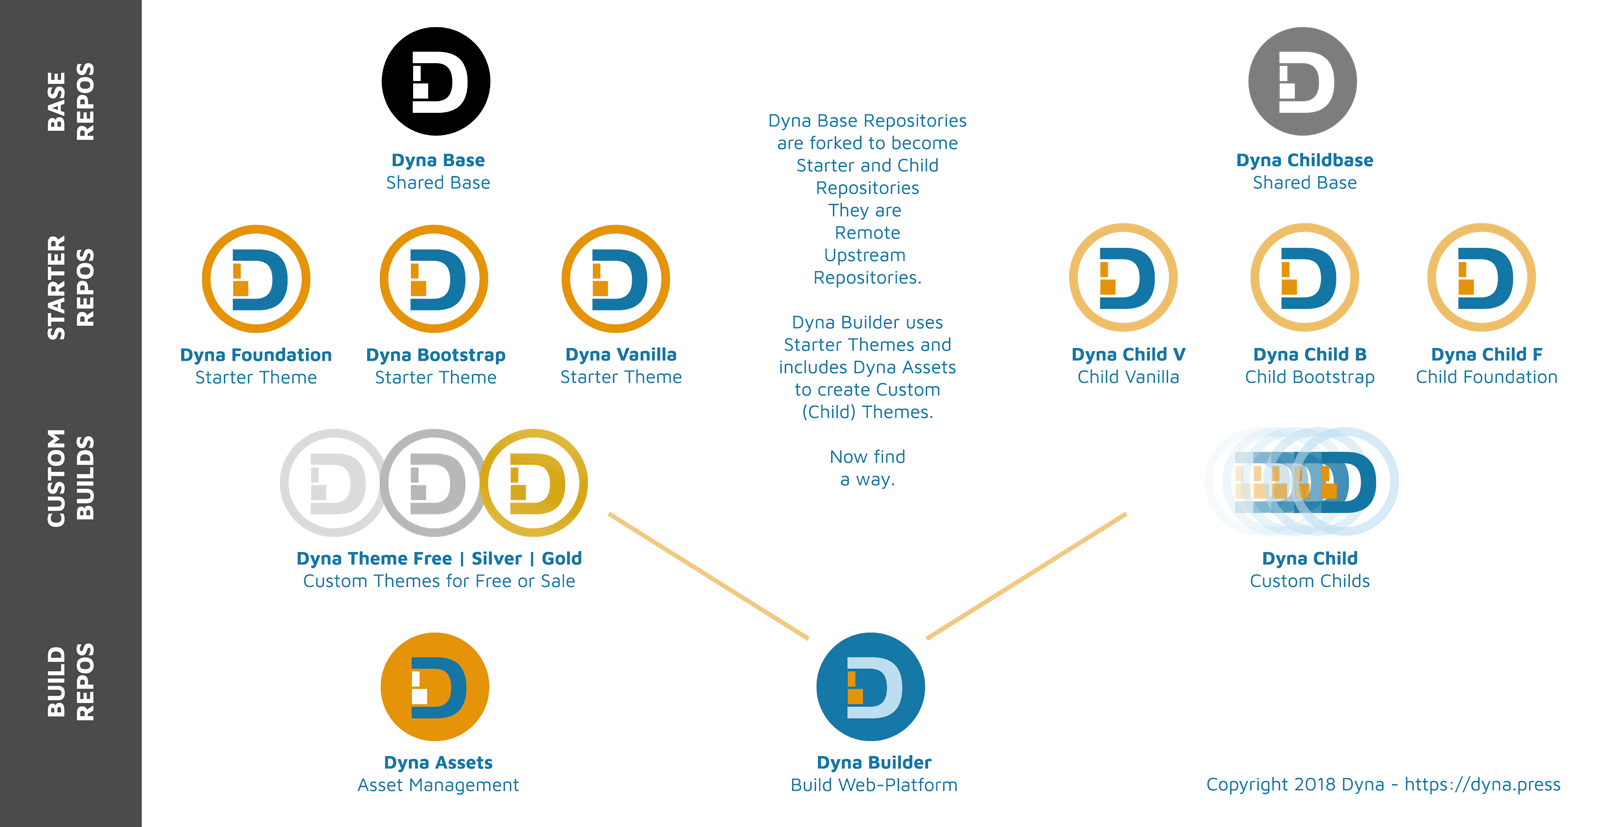 BASE
REPOS
Dyna Base
Shared Base
Dyna Base Repositories
are forked to become
Starter and Child
Repositories
They are
Remote
Upstream
Repositories.
Dyna Builder uses
Starter Themes and
includes Dyna Assets
to create Custom
(Child) Themes.
Now find
a way.
Dyna Childbase
Shared Base
STARTER
REPOS
Dyna Foundation
Starter Theme
Dyna Bootstrap
Starter Theme
Dyna Vanilla
Starter Theme
Dyna Child V
Child Vanilla
Dyna Child B
Child Bootstrap
Dyna Child F
Child Foundation
CUSTOM
BUILDS
Dyna Theme Free | Silver | Gold
Custom Themes for Free or Sale
Dyna Child
Custom Childs
BUILD
REPOS
Dyna Assets
Asset Management
Dyna Builder
Build Web-Platform
Copyright 2018 Dyna - https://dyna.press